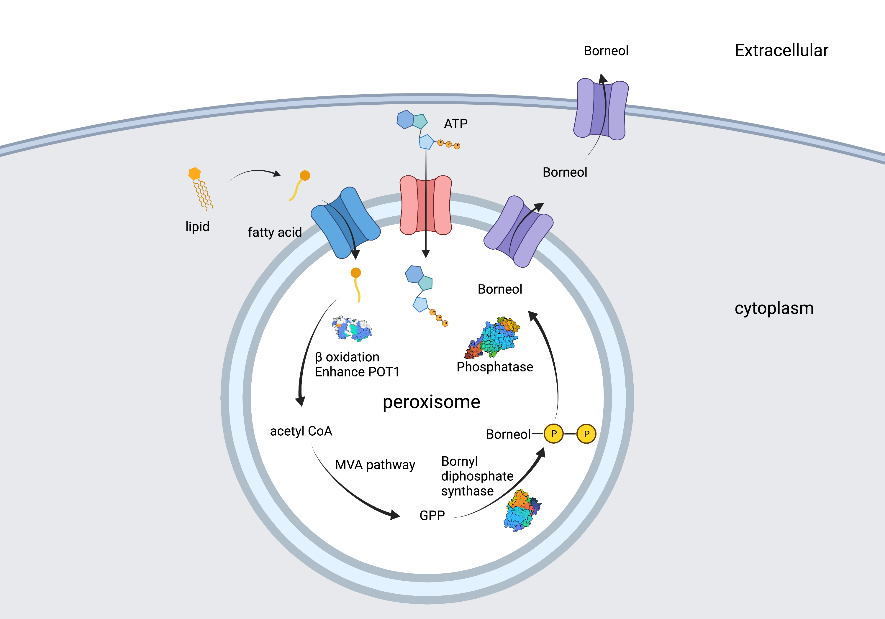 Borneol
Extracellular
ATP
Borneol
lipid
fatty acid
Borneol
cytoplasm
β oxidation
Enhance POT1
Phosphatase
peroxisome
acetyl CoA
Borneol
P
P
MVA pathway
Bornyl
diphosphate
synthase
GPP